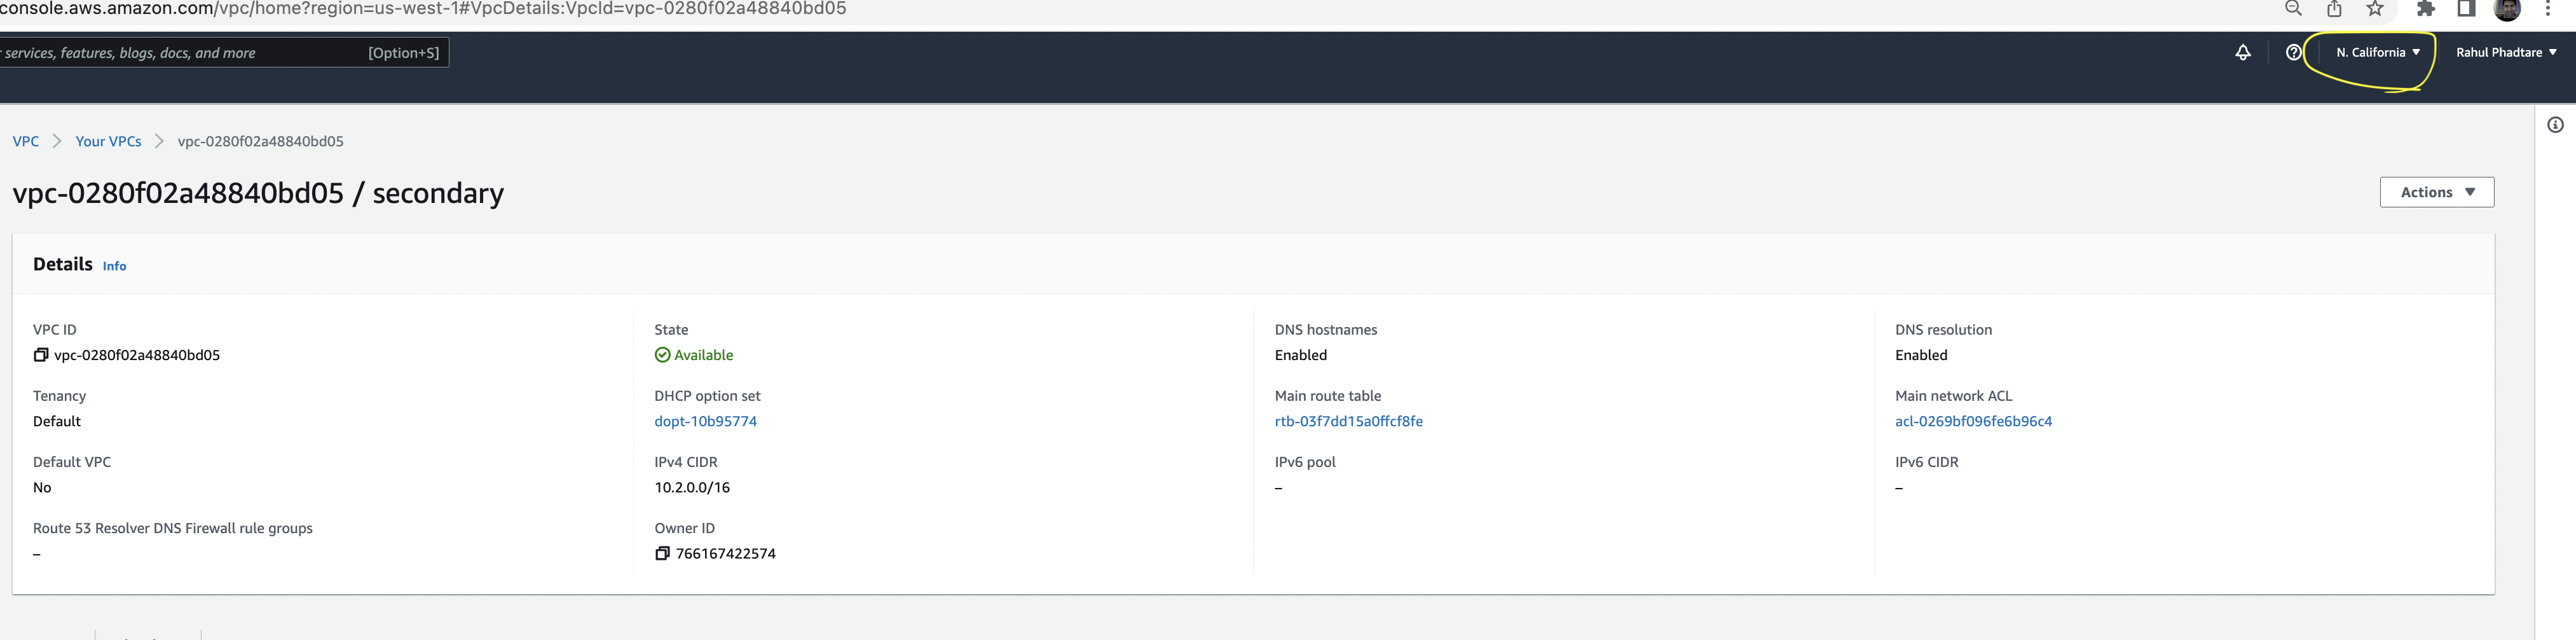 console.aws.amazon.com/vpc/home?region=us-west-1#VpcDetails:VpcId=vpc-0280f02a48840bd05
services, features, blogs, docs, and more [Option+S] N. California Rahul Phadtare
VPC Your VPCs vpc-0280f02a48840bd05
vpc-0280f02a48840bd05 / secondary Actions
Details Info
VPC ID State DNS hostnames DNS resolution
vpc-0280f02a48840bd05 Available Enabled Enabled
Tenancy DHCP option set Main route table Main network ACL
Default dopt-10b95774 rtb-03f7dd15a0ffcf8fe acl-0269bf096fe6b96c4
Default VPC IPv4 CIDR IPv6 pool IPv6 CIDR
No 10.2.0.0/16 – –
Route 53 Resolver DNS Firewall rule groups Owner ID
– 766167422574